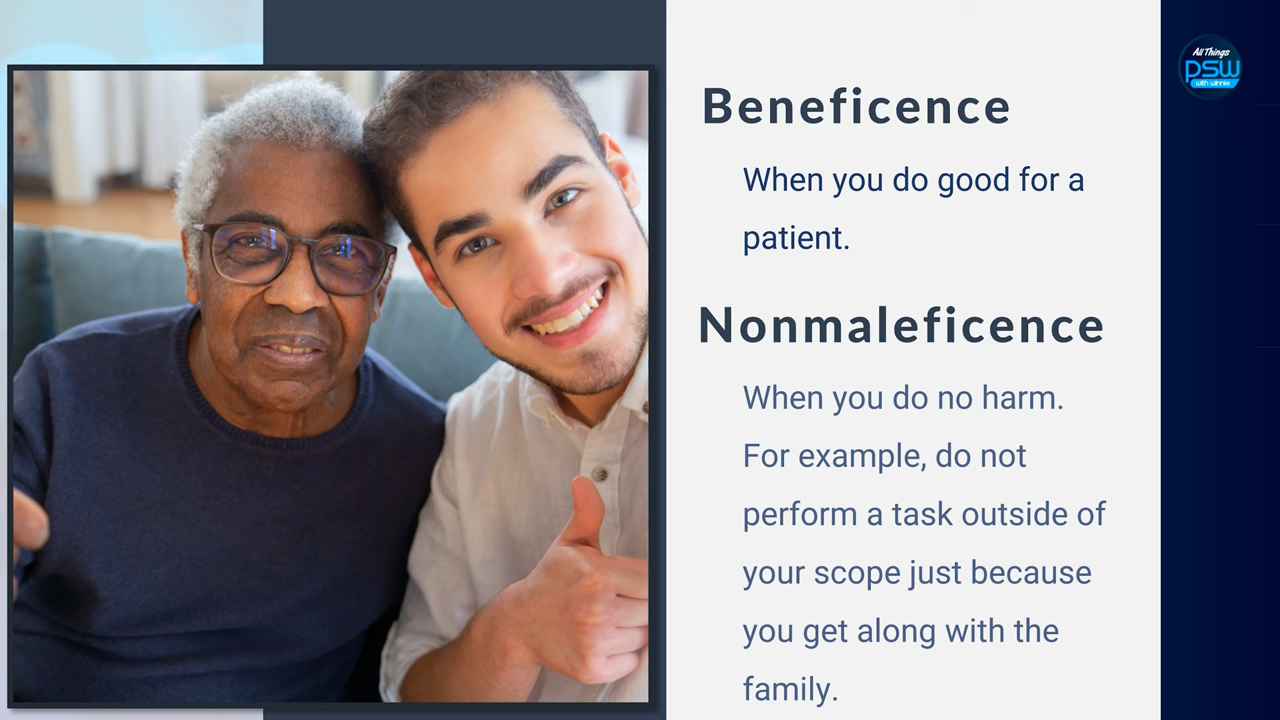 Beneficence
When you do good for a
patient.
Nonmaleficence
When you do no harm.
For example, do not
perform a task outside of
your scope just because
you get along with the
family.
All Things
psw
with winnie